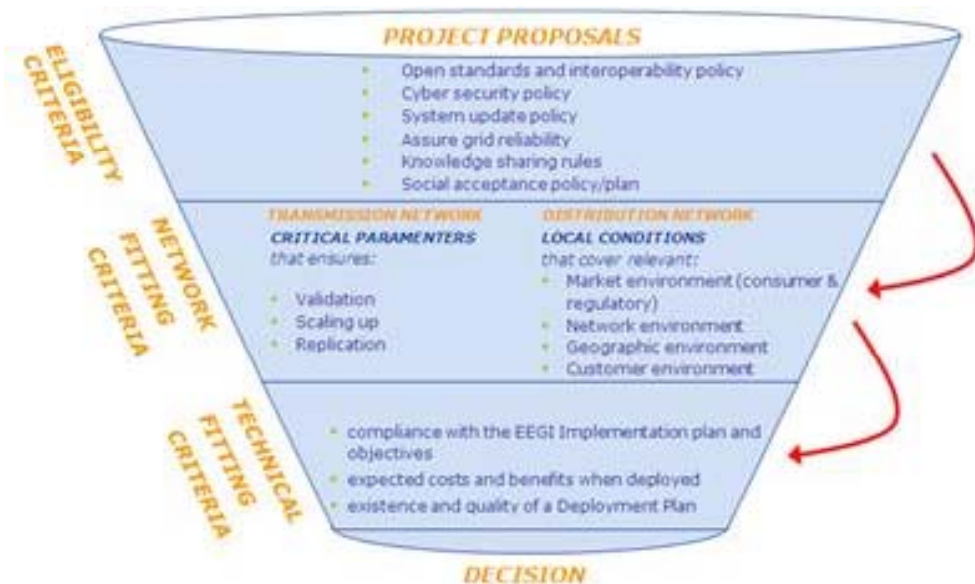 PROJECT PROPOSALS
ELIGIBILITY
CRITERIA
• Open standards and interoperability policy
• Cyber security policy
• System update policy
• Assure grid reliability
• Knowledge sharing rules
• Social acceptance policy/plan
NETWORK
FITTING
CRITERIA
TRANSMISSION NETWORK
CRITICAL PARAMENTERS
that ensures:
• Validation
• Scaling up
• Replication
DISTRIBUTION NETWORK
LOCAL CONDITIONS
that cover relevant:
• Market environment (consumer &
regulatory)
• Network environment
• Geographic environment
• Customer environment
TECHNICAL
FITTING
CRITERIA
• compliance with the EEGI Implementation plan and
objectives
• expected costs and benefits when deployed
• existence and quality of a Deployment Plan
DECISION